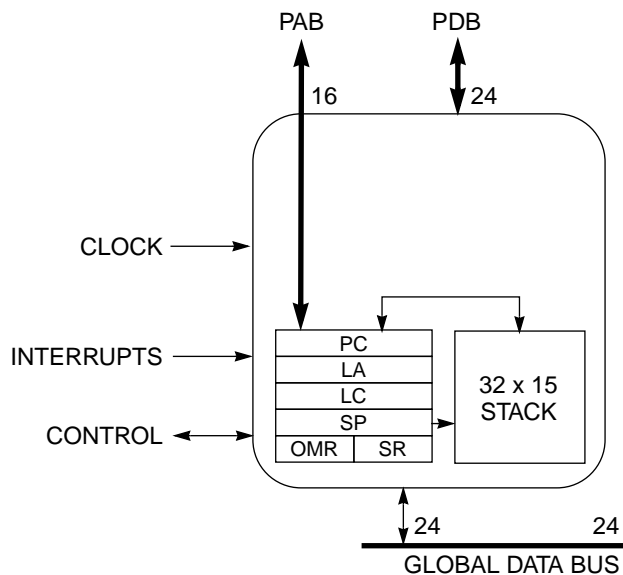 PAB
PDB
16
24
CLOCK
INTERRUPTS
CONTROL
PC
LA
LC
SP
OMR
SR
32 x 15
STACK
24
24
GLOBAL DATA BUS